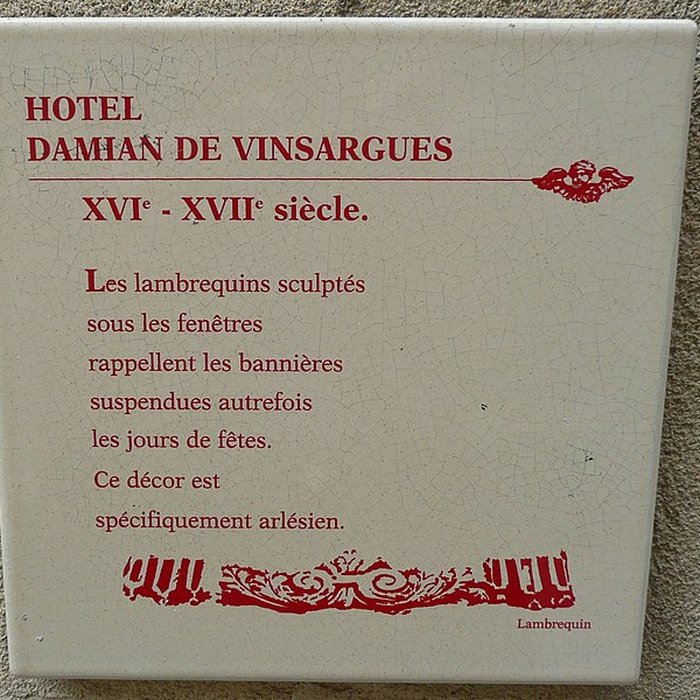 HOTEL
DAMIAN DE VINSARGUES
XVIe - XVIIe siècle.
Les lambrequins sculptés
sous les fenêtres
rappellent les bannières
suspendues autrefois
les jours de fêtes.
Ce décor est
spécifiquement arlésien.
Lambrequin